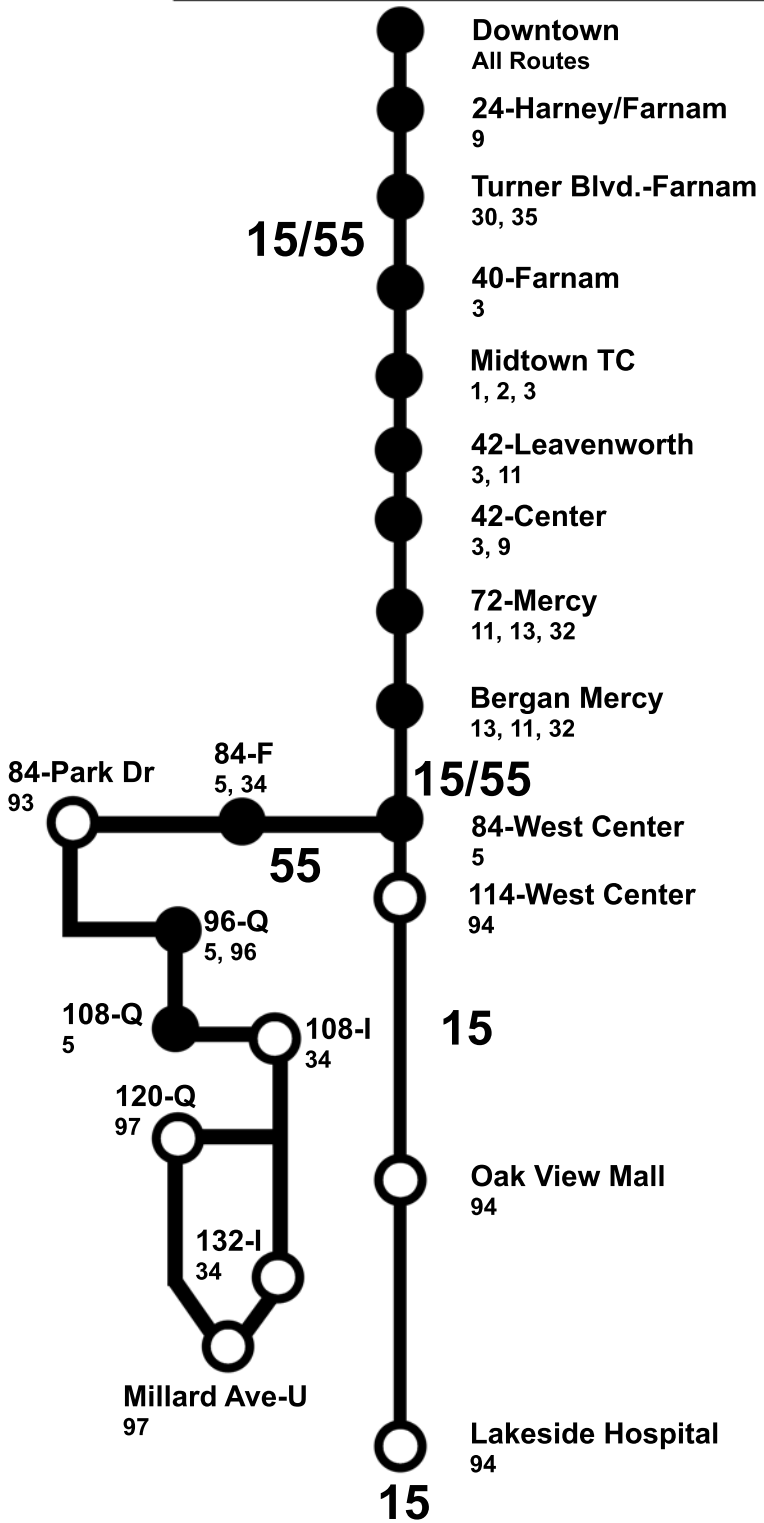 Downtown
All Routes
24-Harney/Farnam
9
Turner Blvd.-Farnam
30, 35
15/55
40-Farnam
3
Midtown TC
1, 2, 3
42-Leavenworth
3, 11
42-Center
3, 9
72-Mercy
11, 13, 32
Bergan Mercy
13, 11, 32
84-F
5, 34
84-Park Dr
93
15/55
84-West Center
5
55
114-West Center
94
96-Q
5, 96
108-Q
5
108-I
34
15
120-Q
97
Oak View Mall
94
132-I
34
Millard Ave-U
97
Lakeside Hospital
94
15